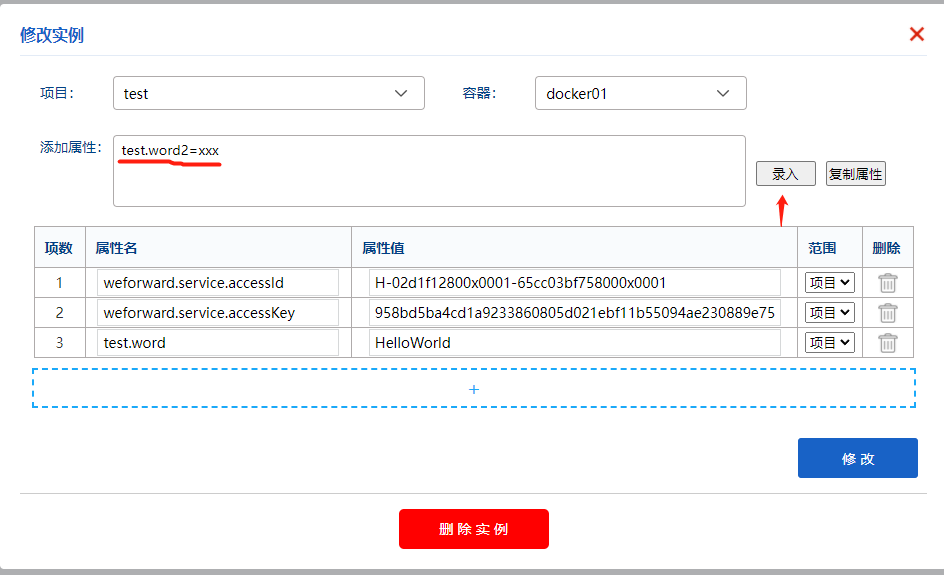 修改实例
项目： test 容器： docker01
添加属性： test.word2=xxx
录入 复制属性
项数 属性名 属性值 范围 删除
1 weforward.service.accessId H-02d1f12800x0001-65cc03bf758000x0001 项目
2 weforward.service.accessKey 958bd5ba4cd1a9233860805d021ebf11b55094ae230889e75 项目
3 test.word HelloWorld 项目
+
修 改
删 除 实 例